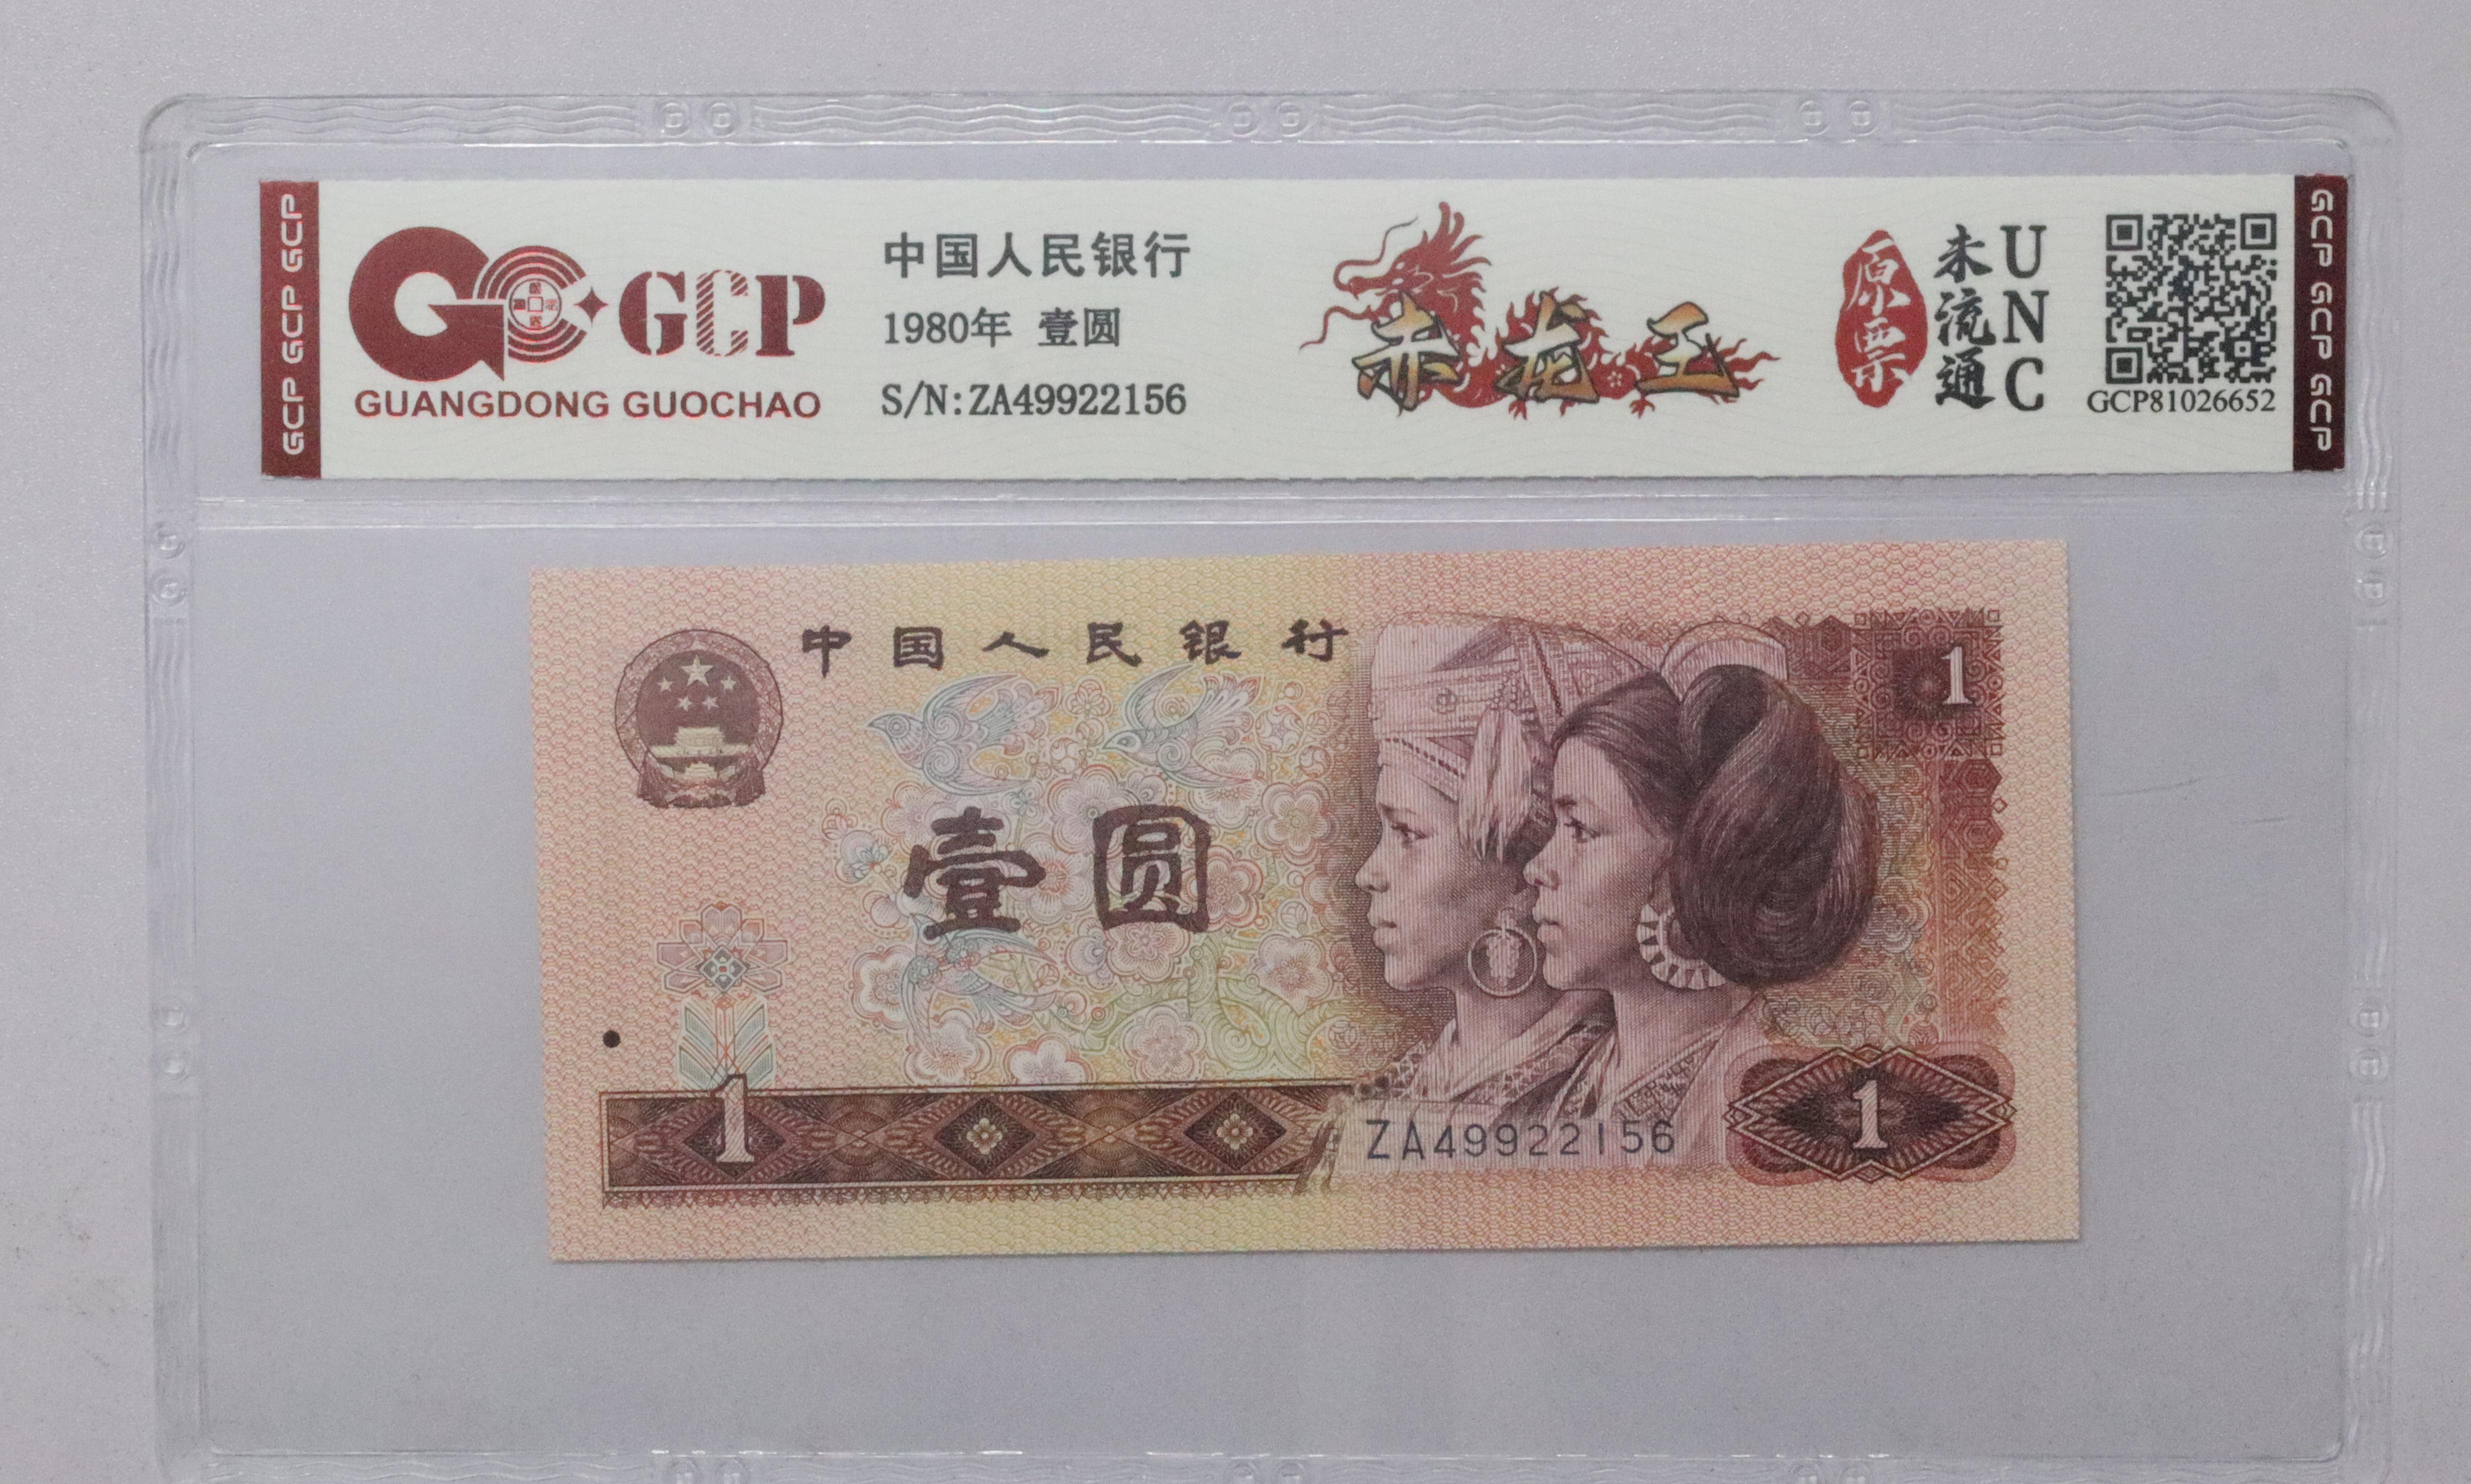 GCP GCP GCP
GCP
GUANGDONG GUOCHAO
中国人民银行
1980年 壹圆
S/N:ZA49922156
赤龙王
原票
未流通
UNC
GCP81026652
GCP GCP GCP
中国人民银行
1
壹圆
1
ZA49922156
1